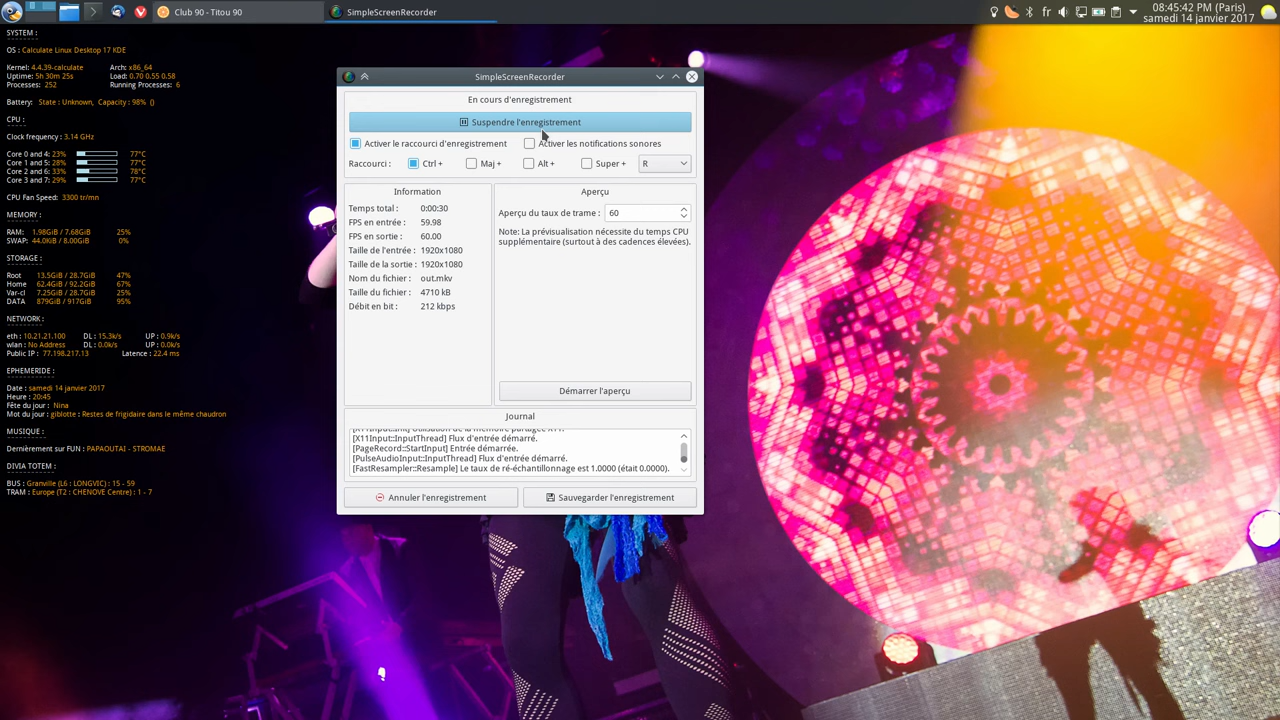 Club 90 - Titou 90
SimpleScreenRecorder
fr
08:45:42 PM (Paris)
samedi 14 janvier 2017
SYSTEM :
OS : Calculate Linux Desktop 17 KDE
Kernel: 4.4.39-calculate Arch: x86_64
Uptime: 5h 30m 25s Load: 0.70 0.55 0.58
Processes: 252 Running Processes: 6
Battery: State : Unknown, Capacity : 98% ()
CPU :
Clock frequency : 3.14 GHz
Core 0 and 4: 23% 77°C
Core 1 and 5: 28% 77°C
Core 2 and 6: 33% 78°C
Core 3 and 7: 29% 77°C
CPU Fan Speed: 3300 tr/mn
MEMORY :
RAM: 1.98GiB / 7.68GiB 25%
SWAP: 44.0KiB / 8.00GiB 0%
STORAGE :
Root 13.5GiB / 28.7GiB 47%
Home 62.4GiB / 92.2GiB 67%
Var-cl 7.25GiB / 28.7GiB 25%
DATA 879GiB / 917GiB 95%
NETWORK :
eth : 10.21.21.100 DL : 15.3k/s UP : 0.9k/s
wlan : No Address DL : 0.0k/s UP : 0.0k/s
Public IP : 77.198.217.13 Latence : 22.4 ms
EPHEMERIDE :
Date : samedi 14 janvier 2017
Heure : 20:45
Fête du jour : Nina
Mot du jour : giblotte : Restes de frigidaire dans le même chaudron
MUSIQUE :
Dernièrement sur FUN : PAPAOUTAI - STROMAE
DIVIA TOTEM :
BUS : Granville (L6 : LONGVIC) : 15 - 59
TRAM : Europe (T2 : CHENOVE Centre) : 1 - 7
SimpleScreenRecorder
En cours d'enregistrement
Suspendre l'enregistrement
Activer le raccourci d'enregistrement Activer les notifications sonores
Raccourci : Ctrl + Maj + Alt + Super + R
Information
Temps total : 0:00:30
FPS en entrée : 59.98
FPS en sortie : 60.00
Taille de l'entrée : 1920x1080
Taille de la sortie : 1920x1080
Nom du fichier : out.mkv
Taille du fichier : 4710 kB
Débit en bit : 212 kbps
Aperçu
Aperçu du taux de trame : 60
Note: La prévisualisation nécessite du temps CPU
supplémentaire (surtout à des cadences élevées).
Démarrer l'aperçu
Journal
[X11Input::Init] Utilisation de la mémoire partagée X11.
[X11Input::InputThread] Flux d'entrée démarré.
[PageRecord::StartInput] Entrée démarrée.
[PulseAudioInput::InputThread] Flux d'entrée démarré.
[FastResampler::Resample] Le taux de ré-échantillonnage est 1.0000 (était 0.0000).
Annuler l'enregistrement Sauvegarder l'enregistrement